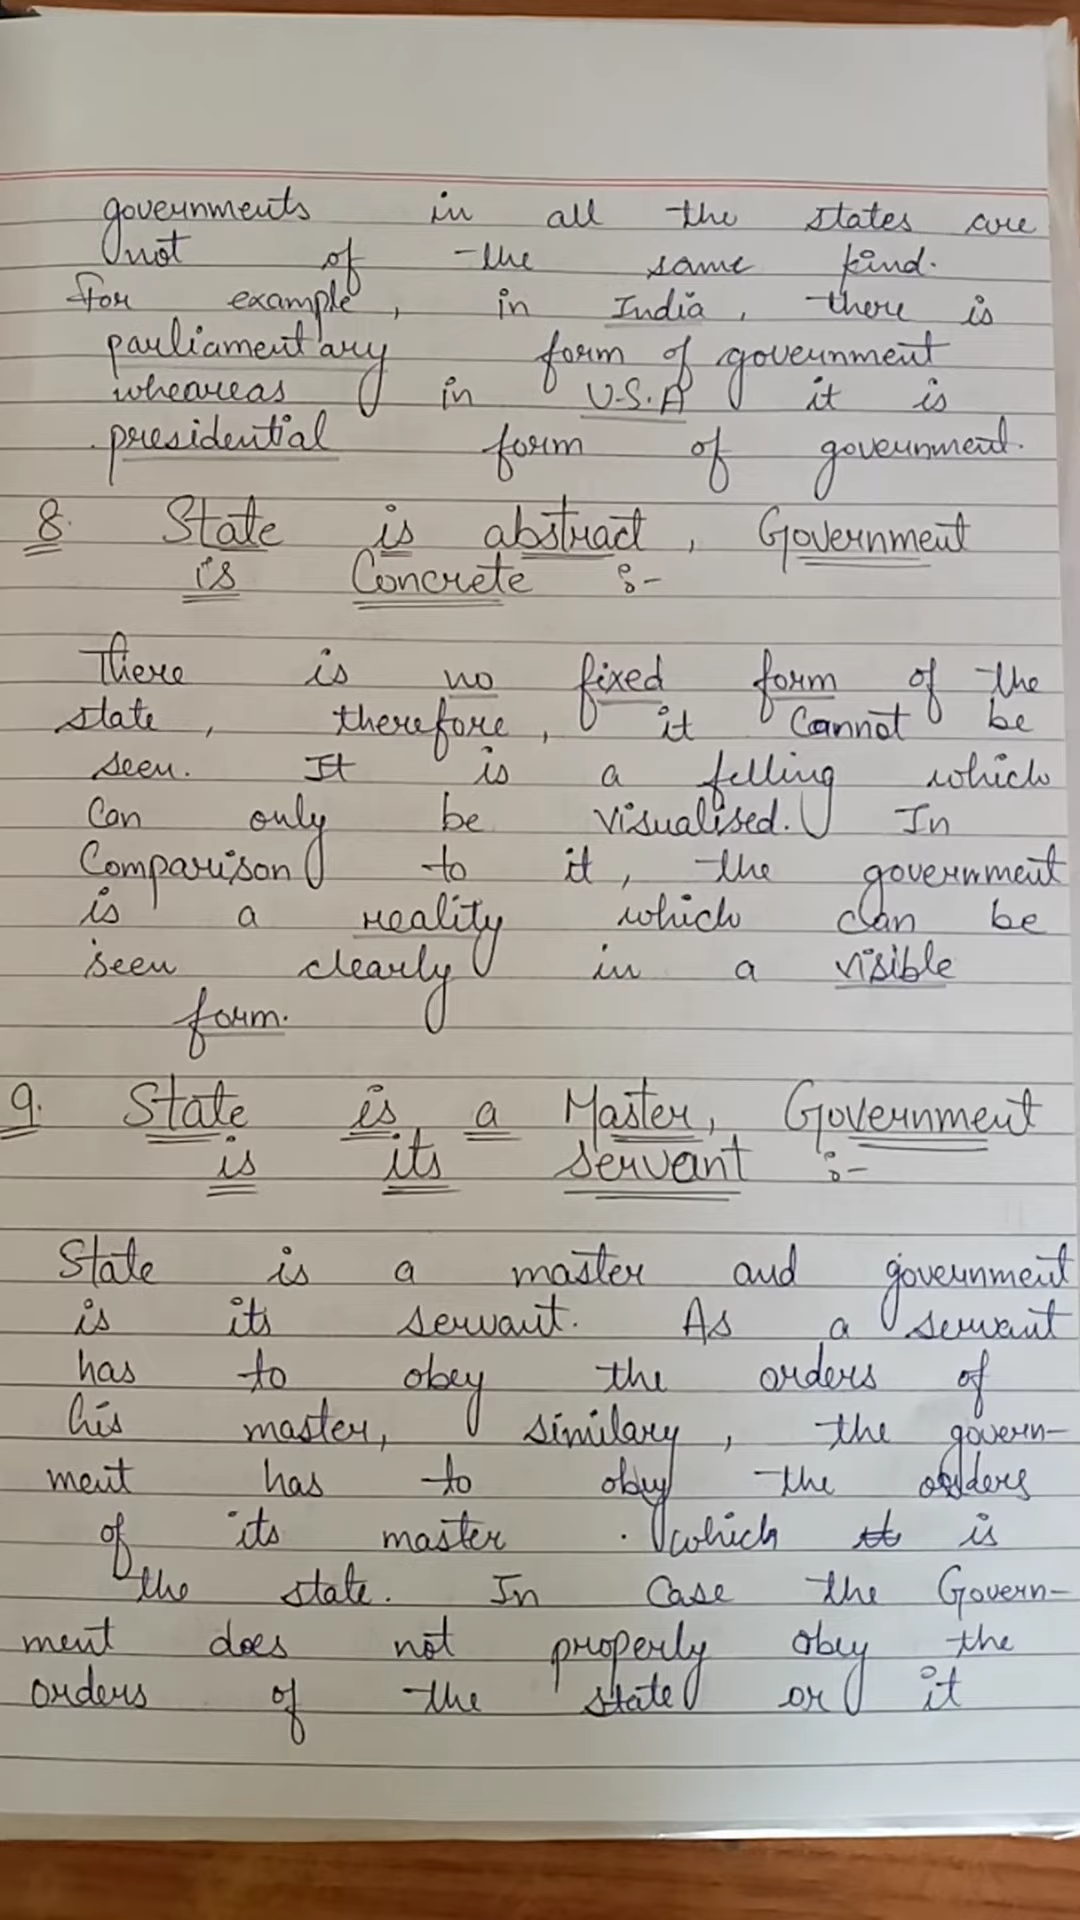 governments in all the states are
not of the same kind.
For example, in India, there is
parliamentary form of government
wheareas in U.S.A it is
presidential form of government.
8. State is abstract, Government
is Concrete :-
There is no fixed form of the
state, therefore, it Cannot be
seen. It is a felling which
Can only be visualised. In
Comparison to it, the government
is a reality which can be
seen clearly in a visible
form.
9. State is a Master, Government
is its servant :-
State is a master and government
is its servant. As a servant
has to obey the orders of
his master, similary, the govern-
ment has to obey the orders
of its master. which is
the state. In Case the Govern-
ment does not properly obey the
orders of the state or it